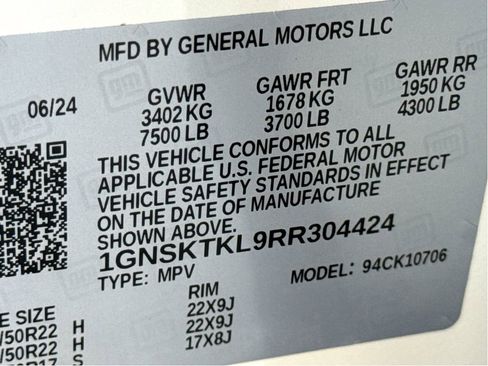 MFD BY GENERAL MOTORS LLC
06/24 GVWR GAWR FRT GAWR RR
3402 KG 1678 KG 1950 KG
7500 LB 3700 LB 4300 LB
THIS VEHICLE CONFORMS TO ALL
APPLICABLE U.S. FEDERAL MOTOR
VEHICLE SAFETY STANDARDS IN EFFECT
ON THE DATE OF MANUFACTURE
SHOWN ABOVE.
1GNSKTKL9RR304424
TYPE: MPV MODEL: 94CK10706
E SIZE RIM
/50R22 H 22X9J
/50R22 H 22X9J
80R17 S 17X8J